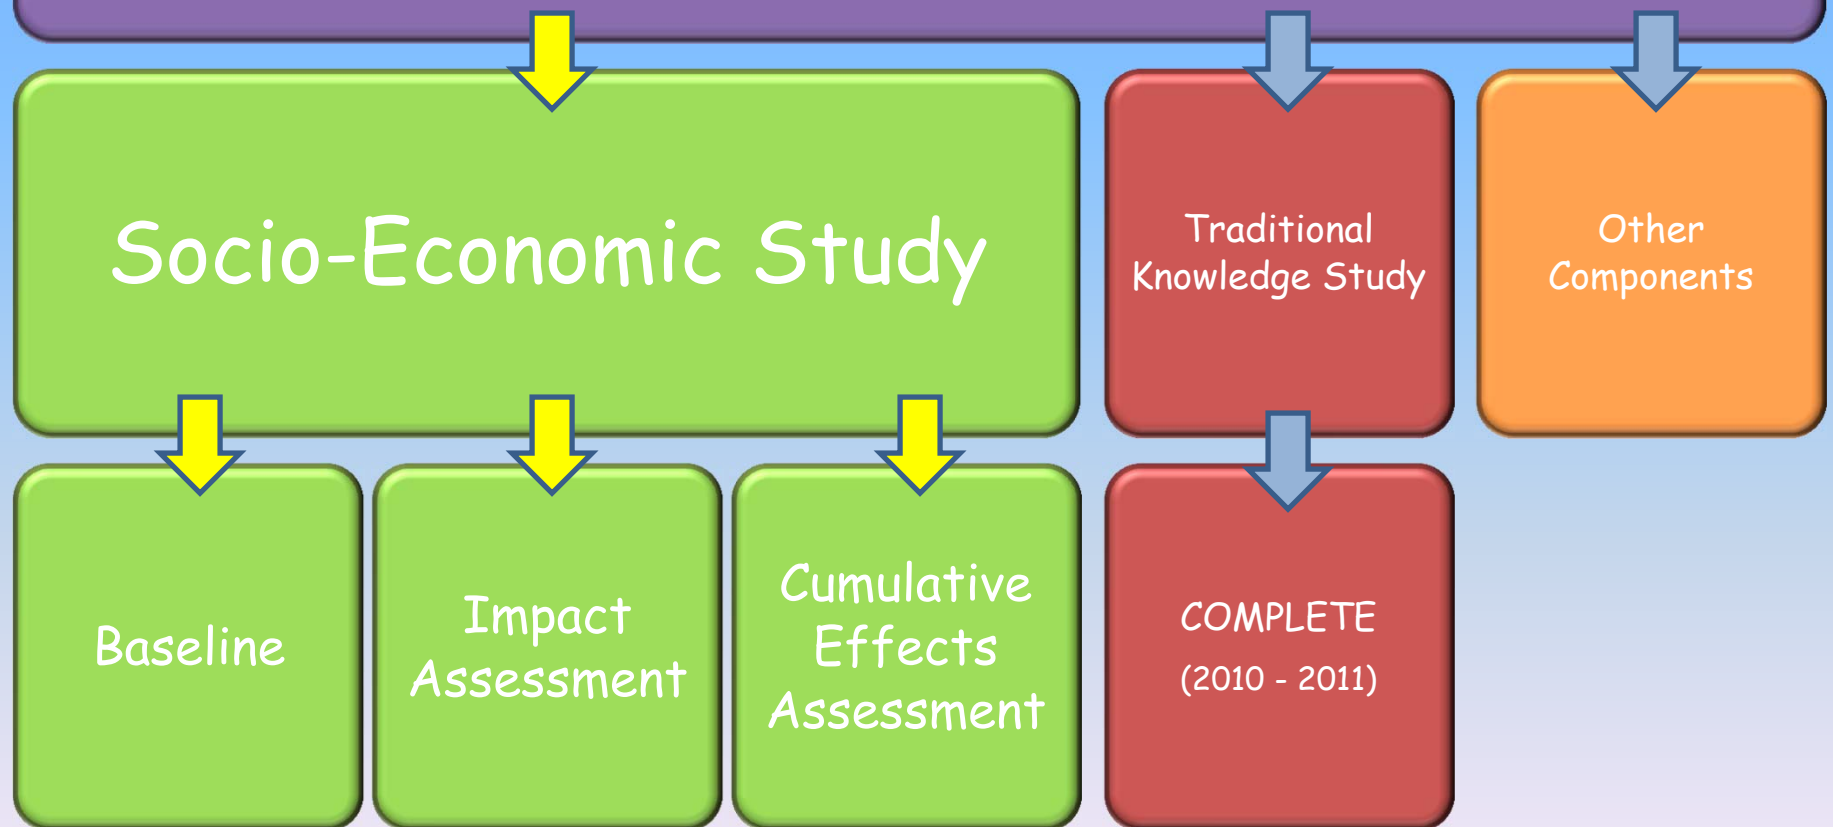 Socio-Economic Study
Traditional
Knowledge Study
Other
Components
Baseline
Impact
Assessment
Cumulative
Effects
Assessment
COMPLETE
(2010 - 2011)